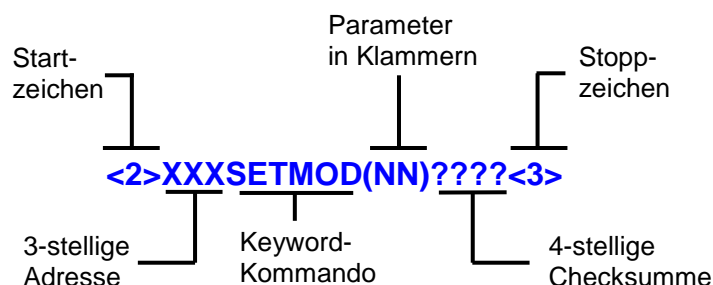 Start-
zeichen
Parameter
in Klammern
Stopp-
zeichen
<2>XXXSETMOD(NN)????<3>
3-stellige
Adresse
Keyword-
Kommando
4-stellige
Checksumme